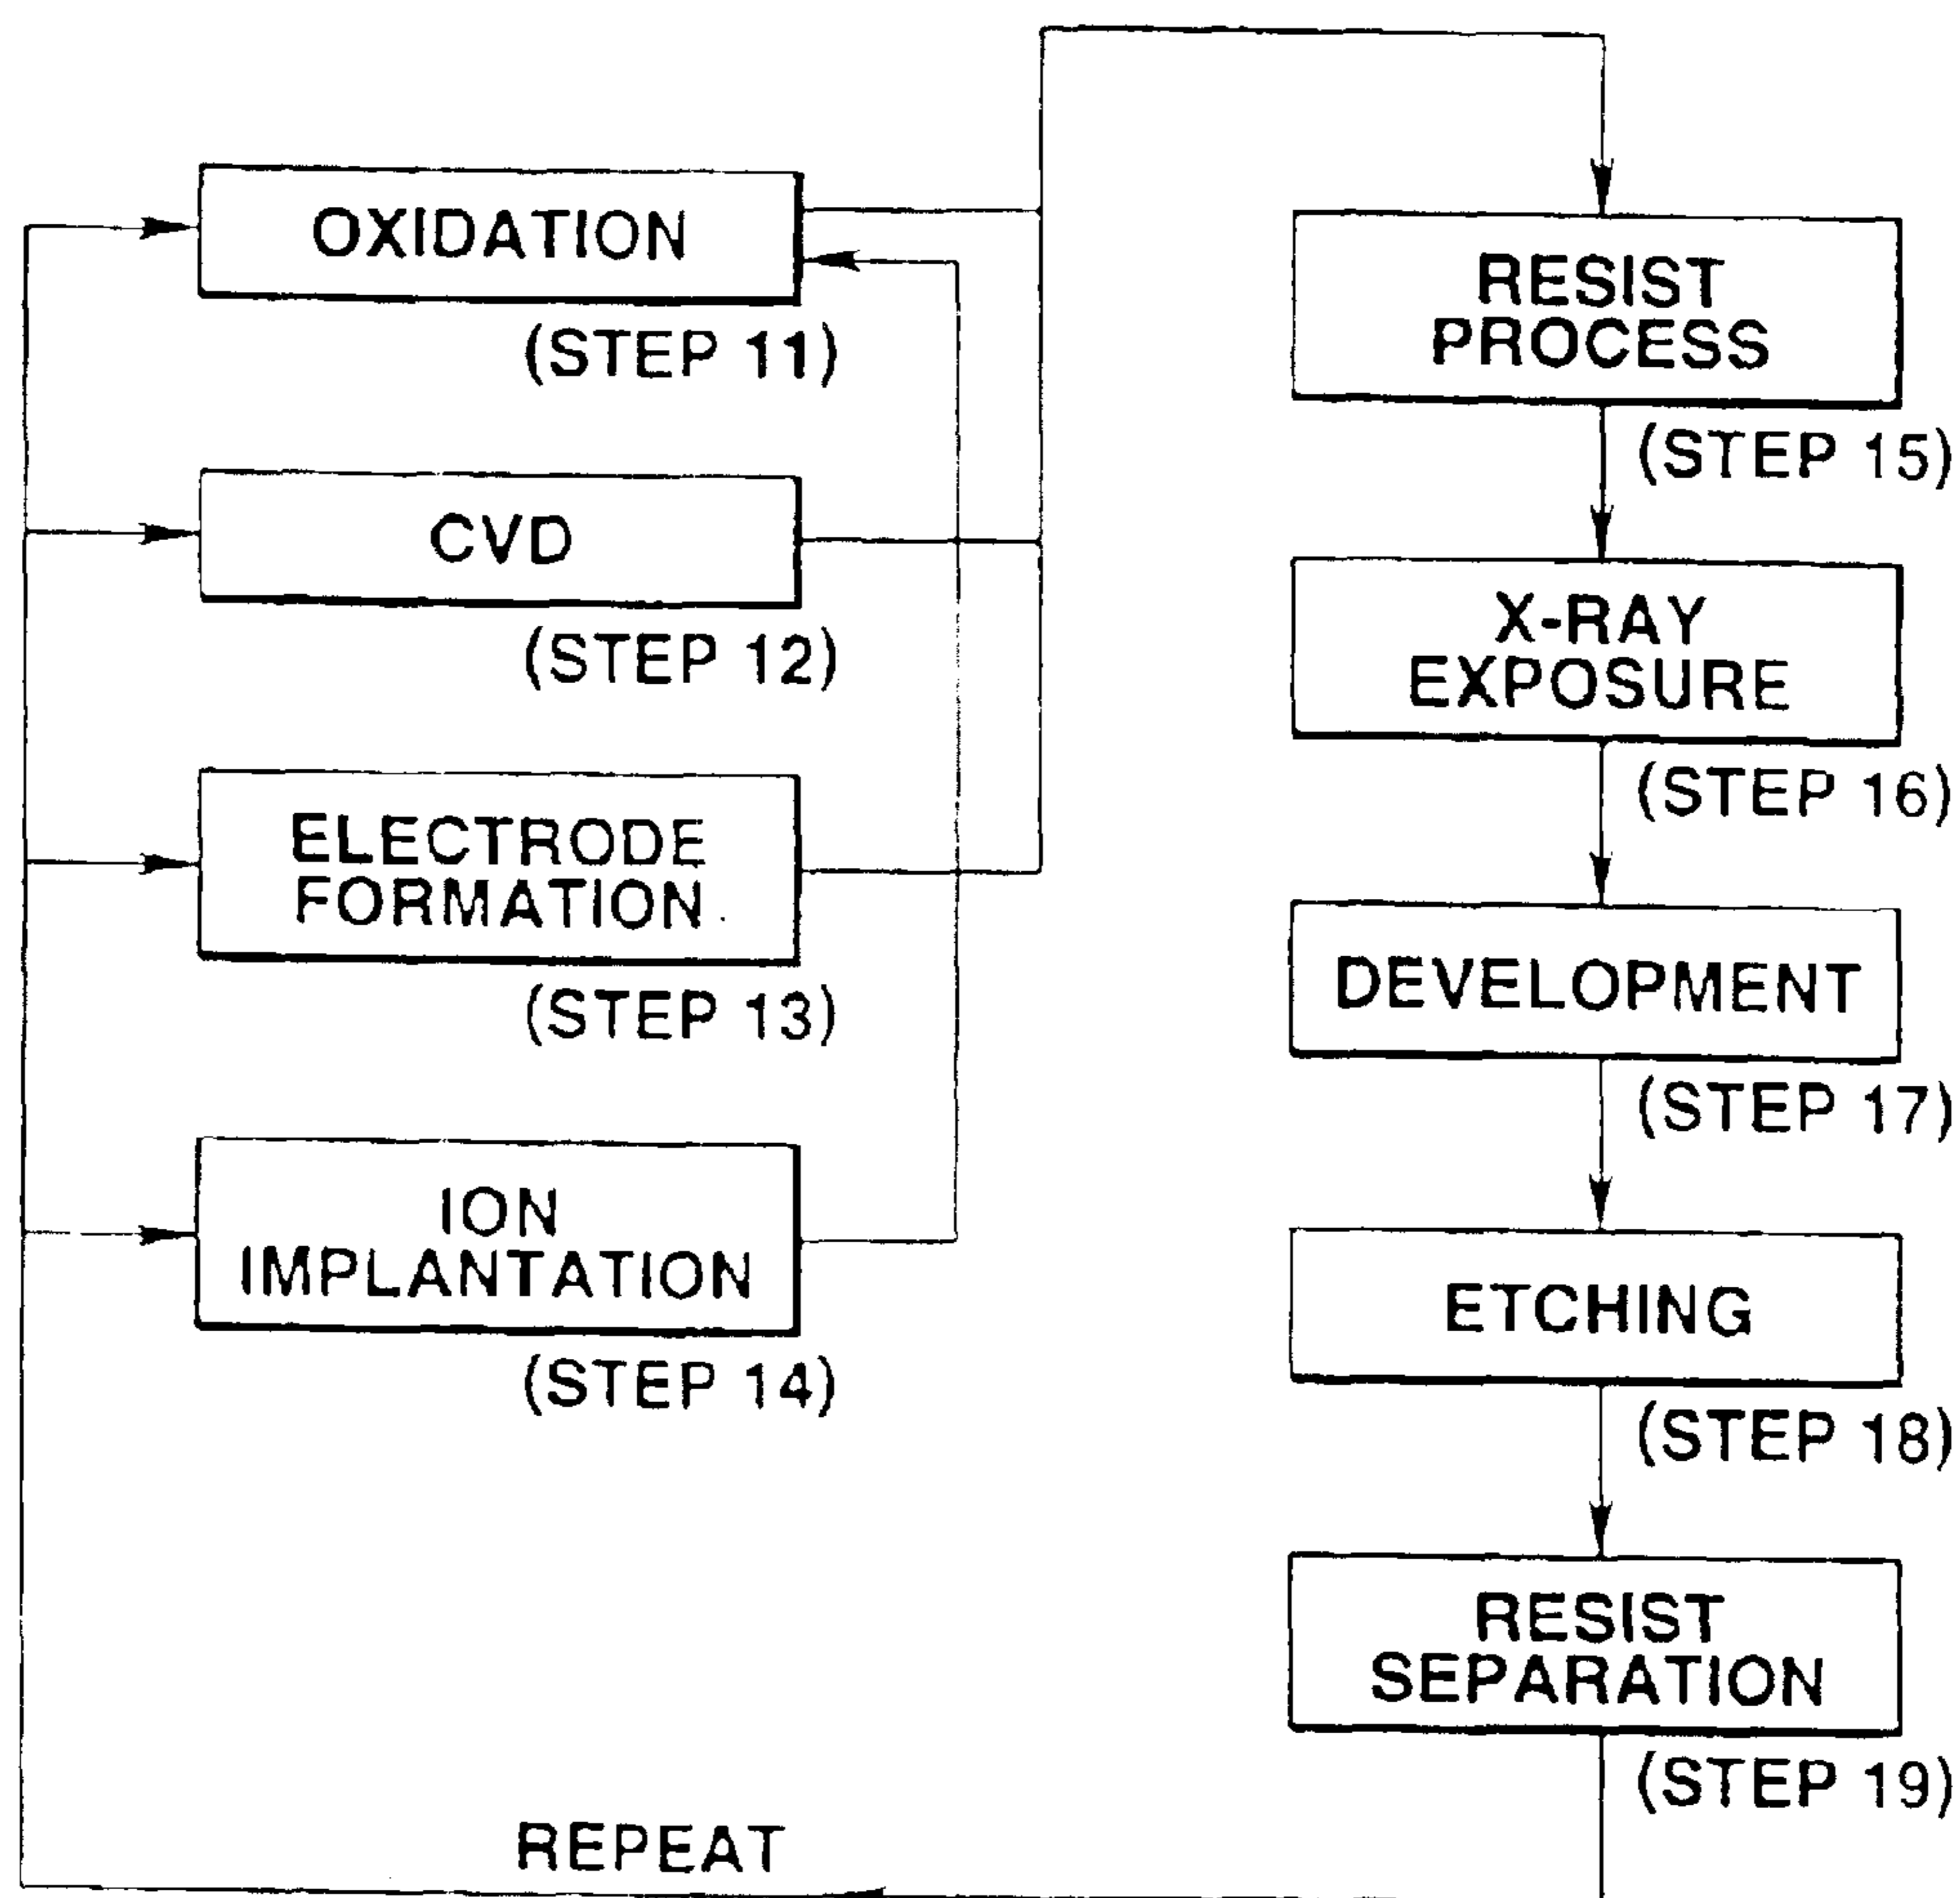 OXIDATION
(STEP 11)
CVD
(STEP 12)
ELECTRODE
FORMATION
(STEP 13)
ION
IMPLANTATION
(STEP 14)
RESIST
PROCESS
(STEP 15)
X-RAY
EXPOSURE
(STEP 16)
DEVELOPMENT
(STEP 17)
ETCHING
(STEP 18)
RESIST
SEPARATION
(STEP 19)
REPEAT